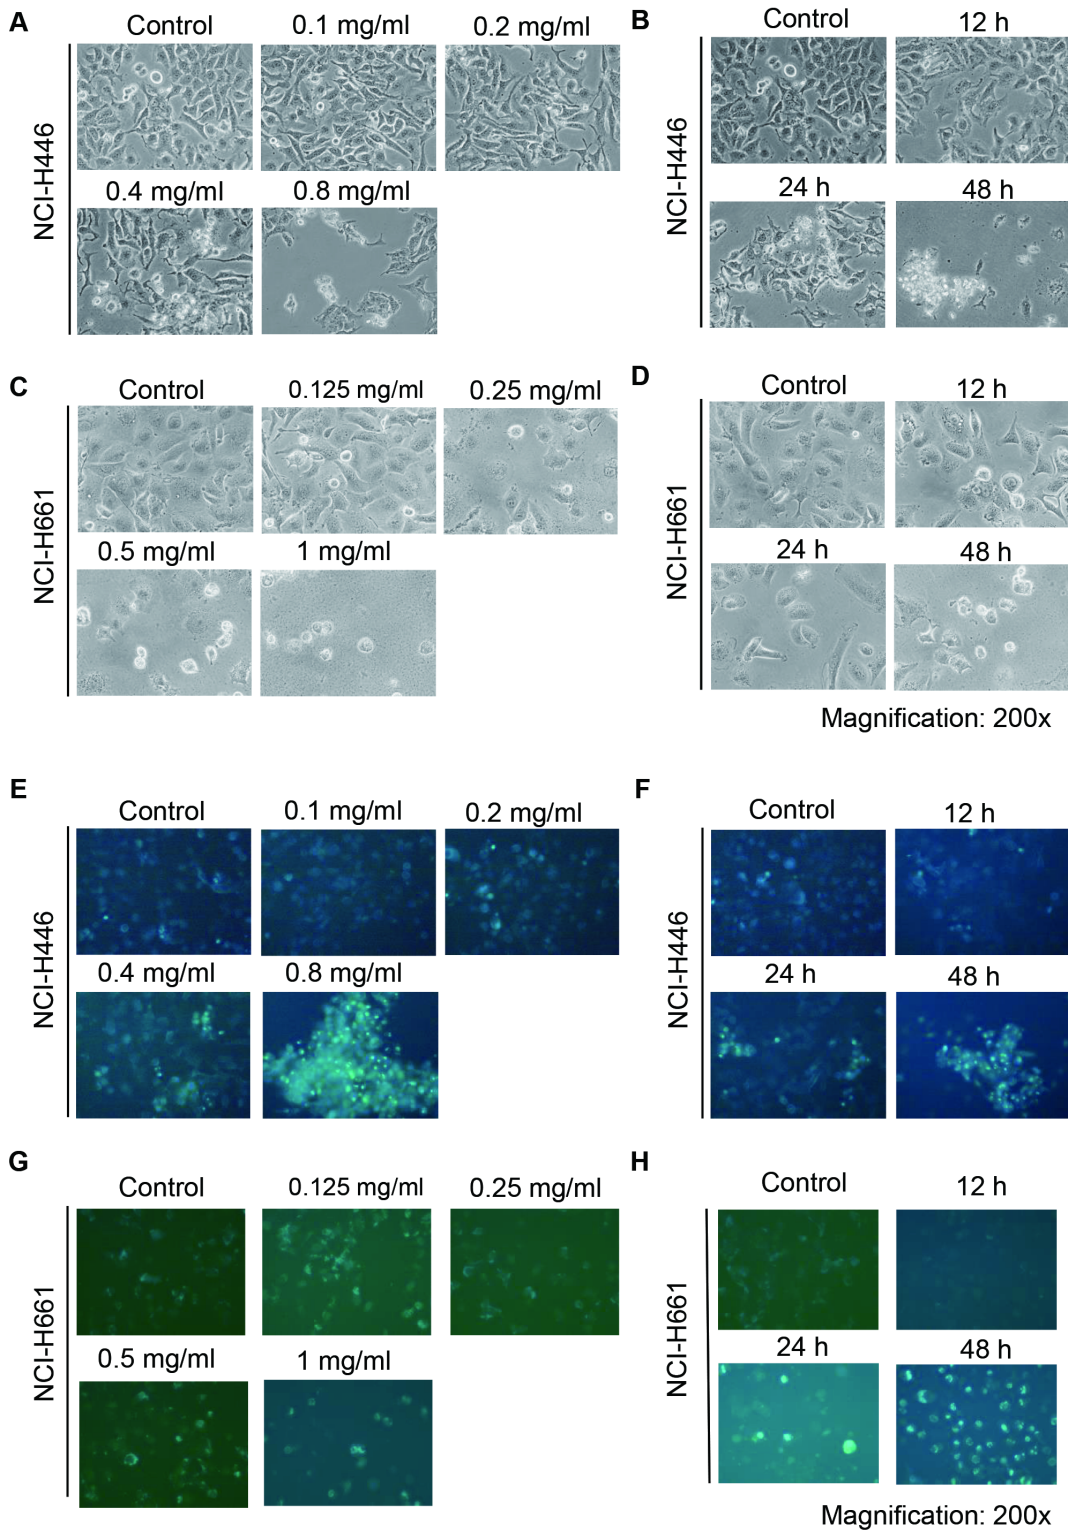 A
Control
0.1 mg/ml
0.2 mg/ml
NCI-H446
0.4 mg/ml
0.8 mg/ml
B
Control
12 h
NCI-H446
24 h
48 h
C
Control
0.125 mg/ml
0.25 mg/ml
NCI-H661
0.5 mg/ml
1 mg/ml
D
Control
12 h
NCI-H661
24 h
48 h
Magnification: 200x
E
Control
0.1 mg/ml
0.2 mg/ml
NCI-H446
0.4 mg/ml
0.8 mg/ml
F
Control
12 h
NCI-H446
24 h
48 h
G
Control
0.125 mg/ml
0.25 mg/ml
NCI-H661
0.5 mg/ml
1 mg/ml
H
Control
12 h
NCI-H661
24 h
48 h
Magnification: 200x